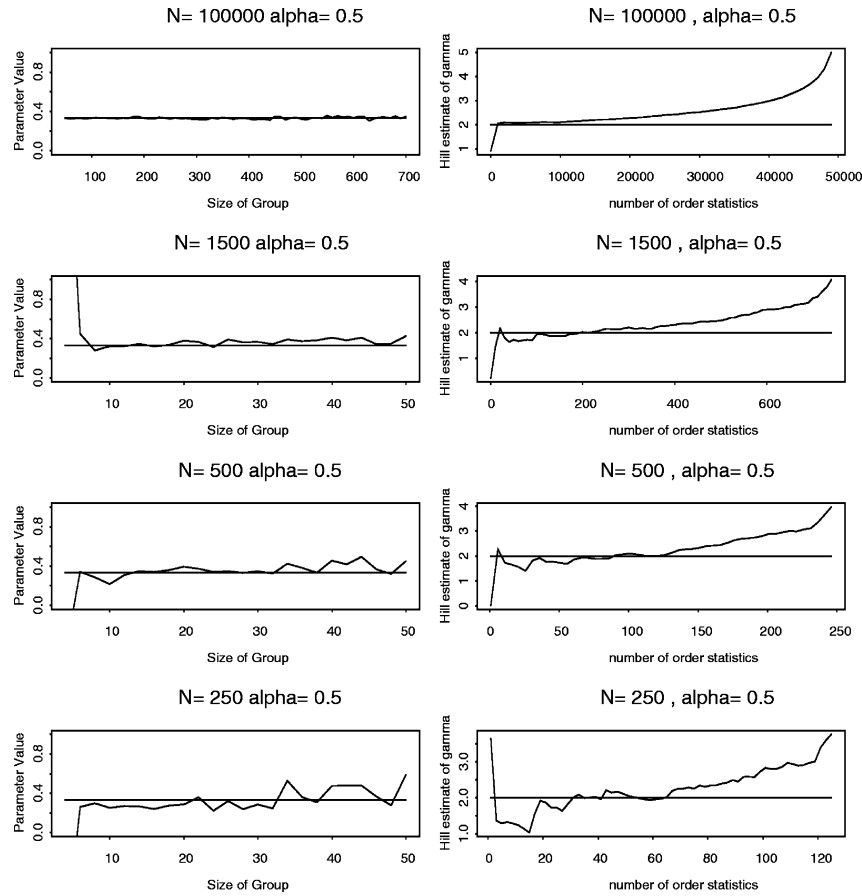 N= 100000 alpha= 0.5
Parameter Value
0.0 0.4 0.8
100 200 300 400 500 600 700
Size of Group
N= 100000 , alpha= 0.5
Hill estimate of gamma
1 2 3 4 5
0 10000 20000 30000 40000 50000
number of order statistics
N= 1500 alpha= 0.5
Parameter Value
0.0 0.4 0.8
10 20 30 40 50
Size of Group
N= 1500 , alpha= 0.5
Hill estimate of gamma
1 2 3 4
0 200 400 600
number of order statistics
N= 500 alpha= 0.5
Parameter Value
0.0 0.4 0.8
10 20 30 40 50
Size of Group
N= 500 , alpha= 0.5
Hill estimate of gamma
0 1 2 3 4
0 50 100 150 200 250
number of order statistics
N= 250 alpha= 0.5
Parameter Value
0.0 0.4 0.8
10 20 30 40 50
Size of Group
N= 250 , alpha= 0.5
Hill estimate of gamma
1.0 2.0 3.0
0 20 40 60 80 100 120
number of order statistics